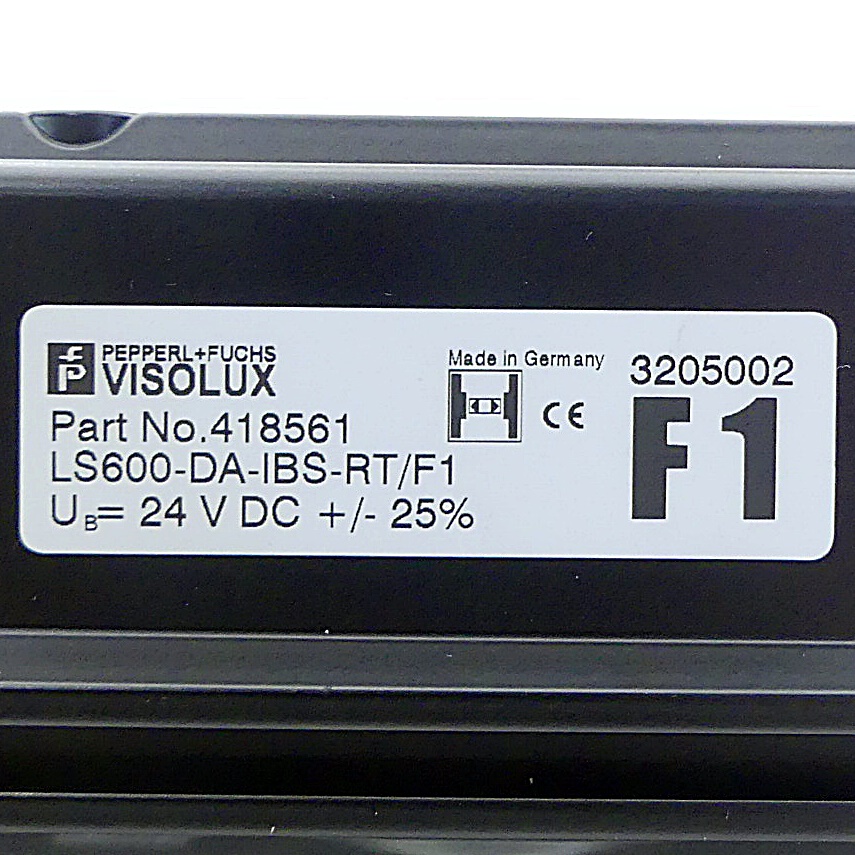 PEPPERL+FUCHS
VISOLUX
Part No.418561
LS600-DA-IBS-RT/F1
UB= 24 V DC +/- 25%
Made in Germany
CE
3205002
F1